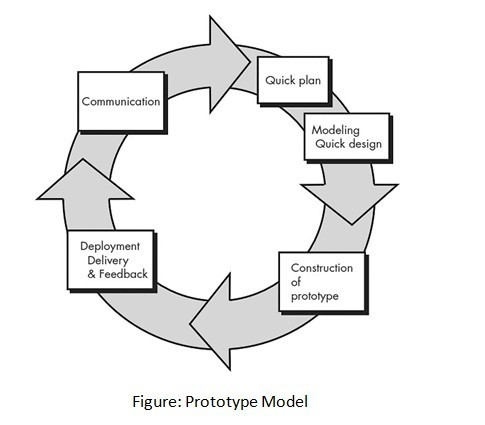 Communication
Quick plan
Modeling
Quick design
Construction
of
prototype
Deployment
Delivery
& Feedback
Figure: Prototype Model